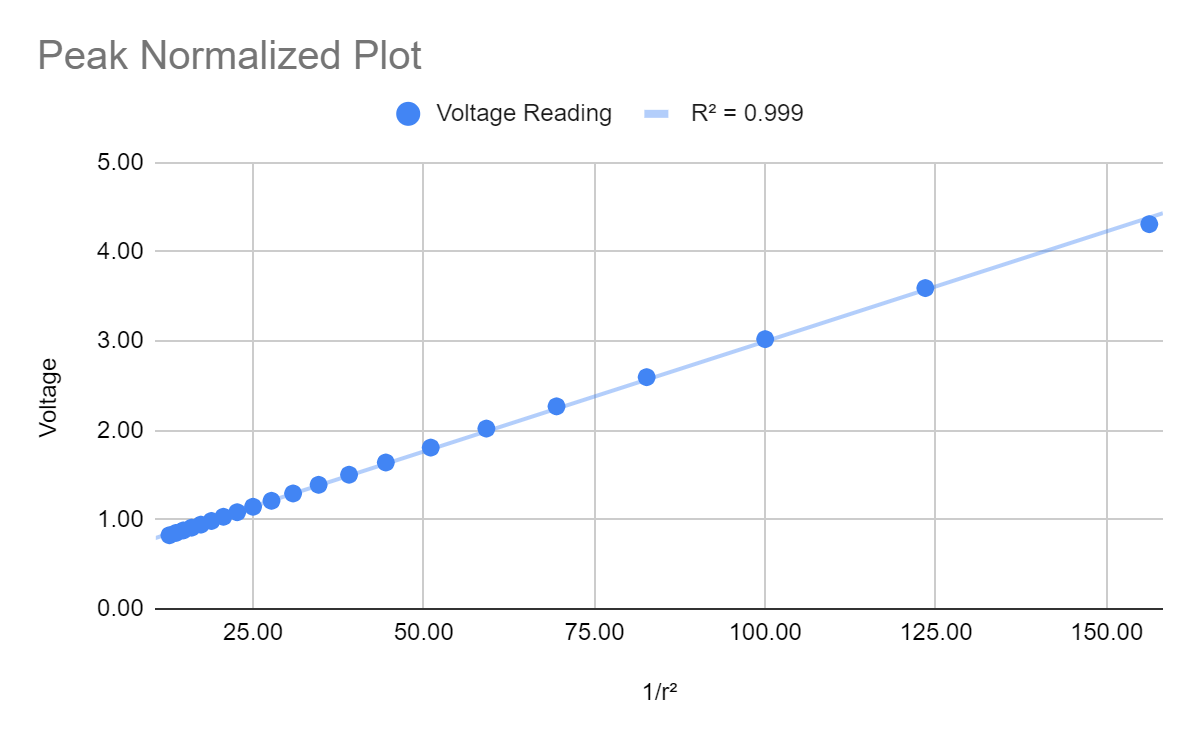 Peak Normalized Plot
Voltage Reading
R² = 0.999
5.00
4.00
3.00
2.00
1.00
0.00
Voltage
25.00 50.00 75.00 100.00 125.00 150.00
1/r²